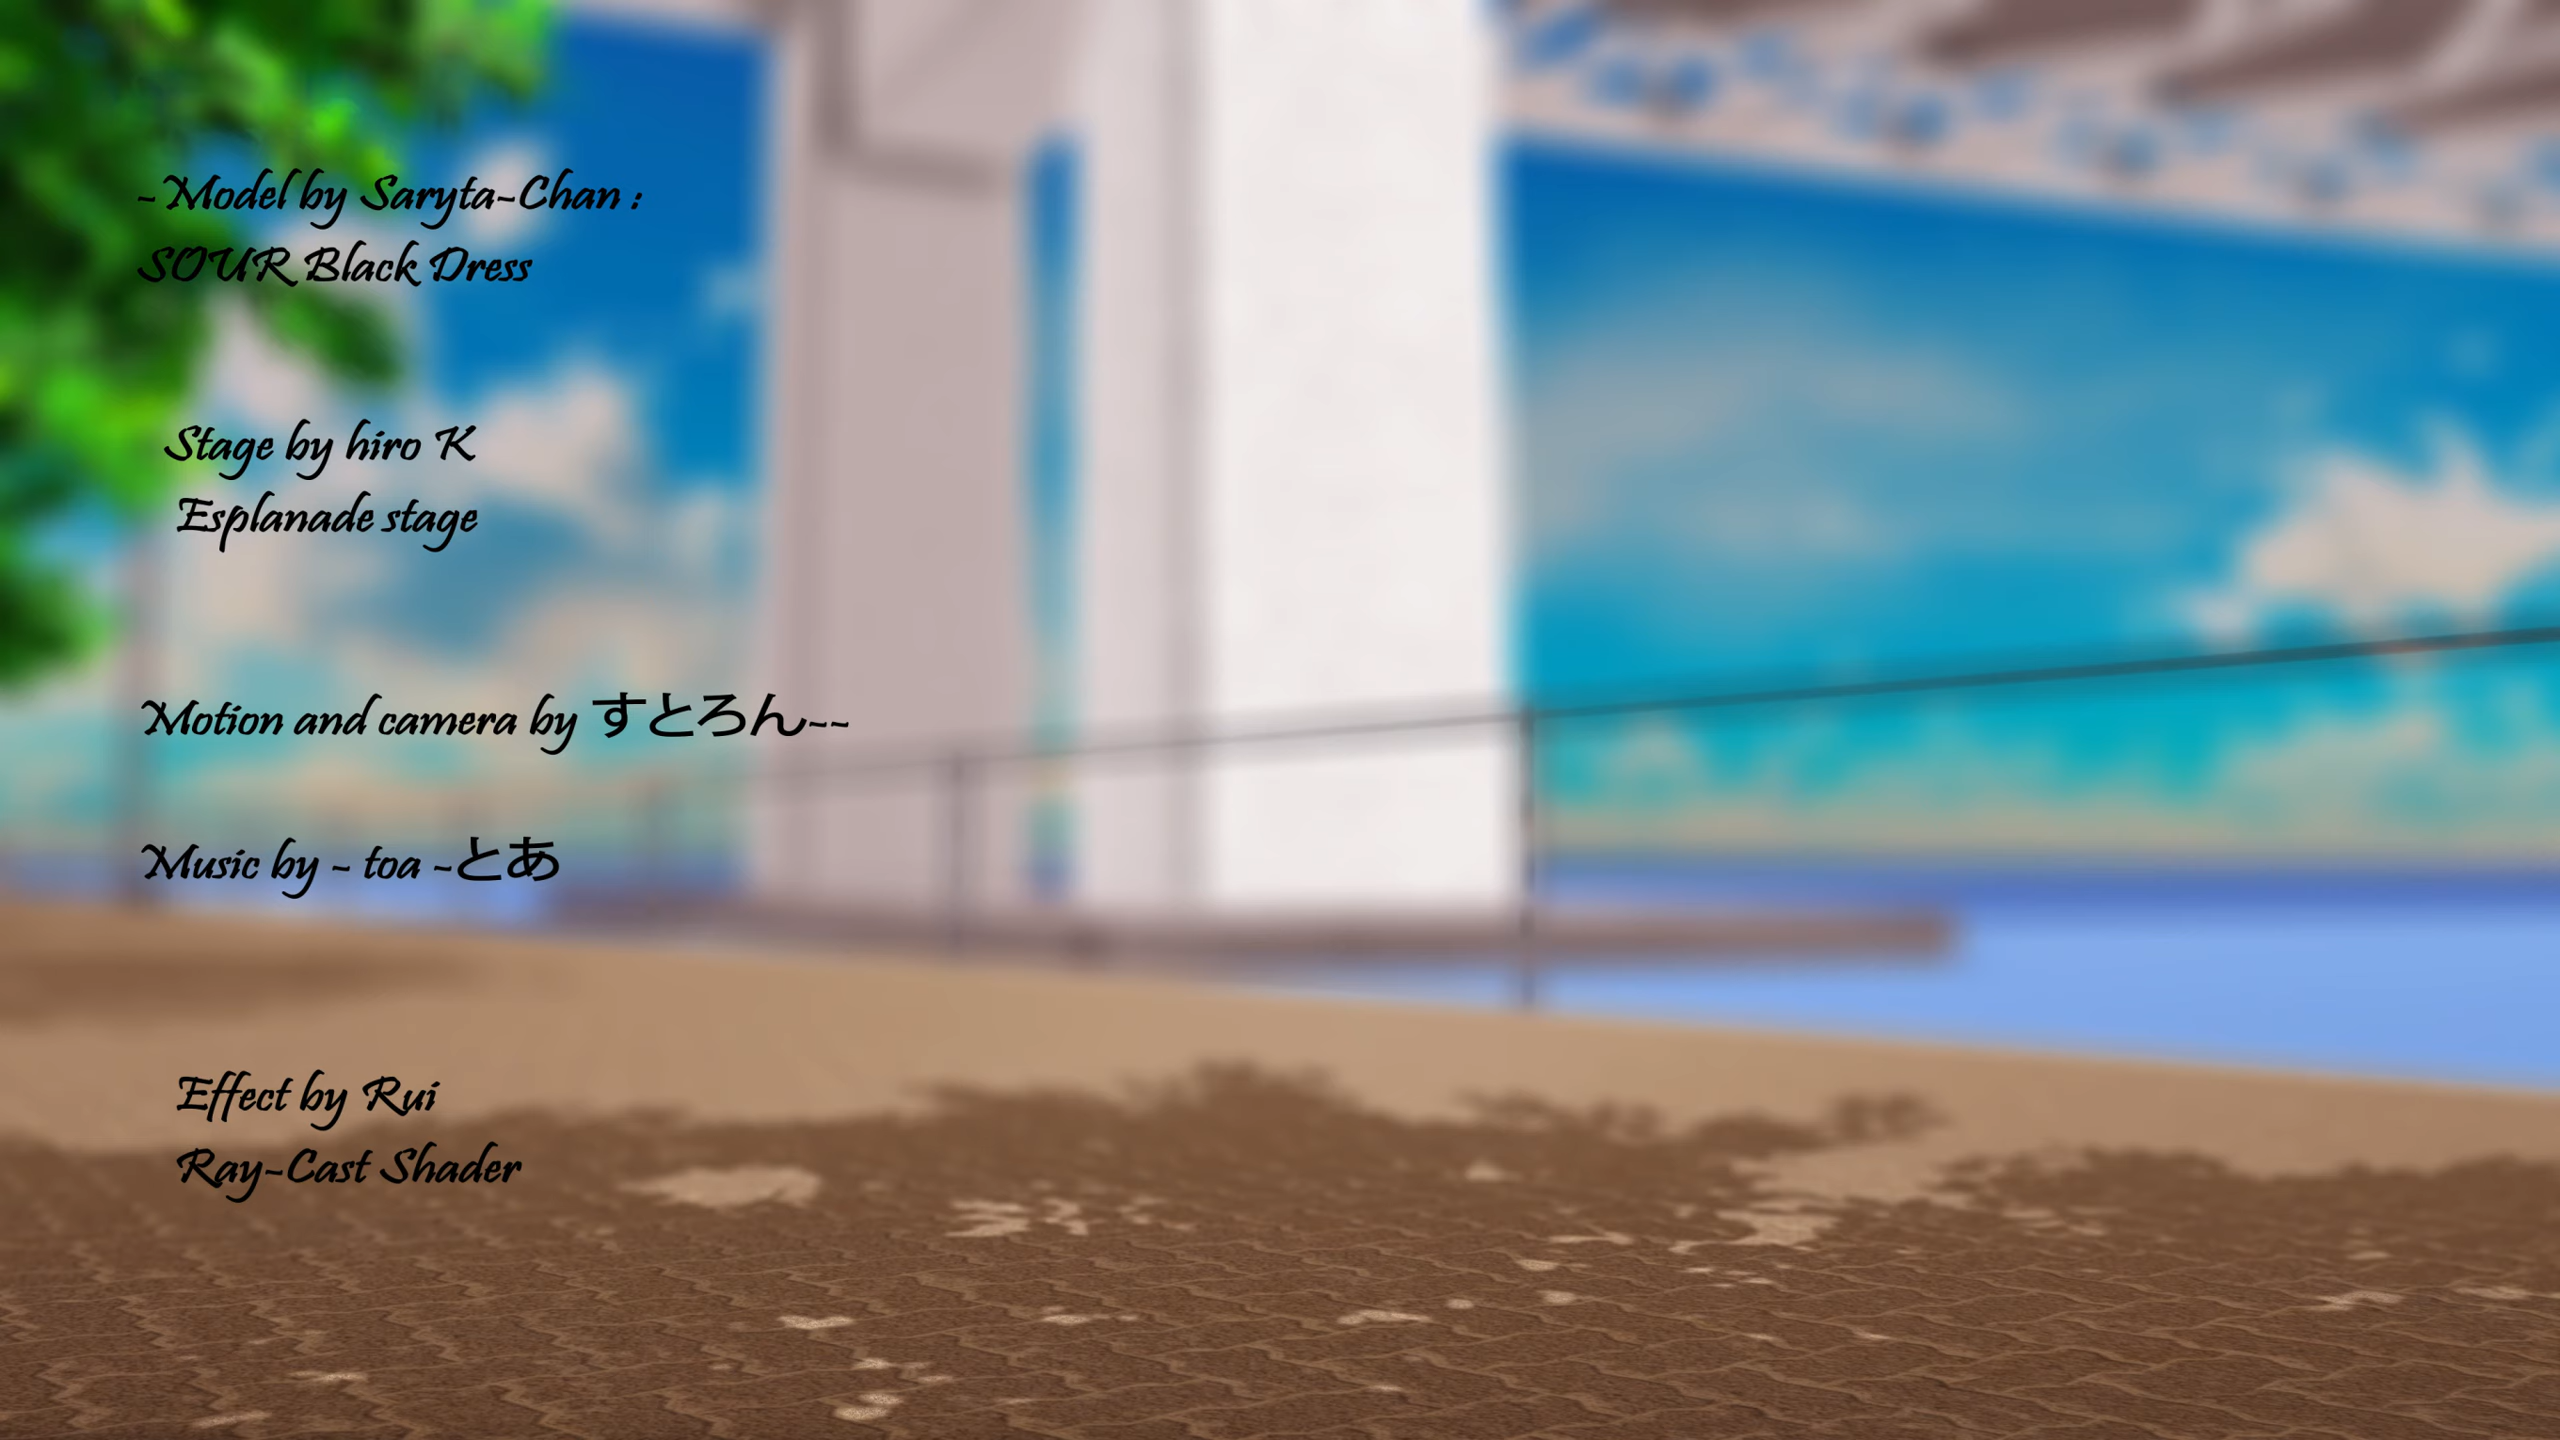 ~Model by Saryta~Chan :
SOUR Black Dress
Stage by hiro K
Esplanade stage
Motion and camera by すとろん~~
Music by ~ toa ~とあ
Effect by Rui
Ray~Cast Shader